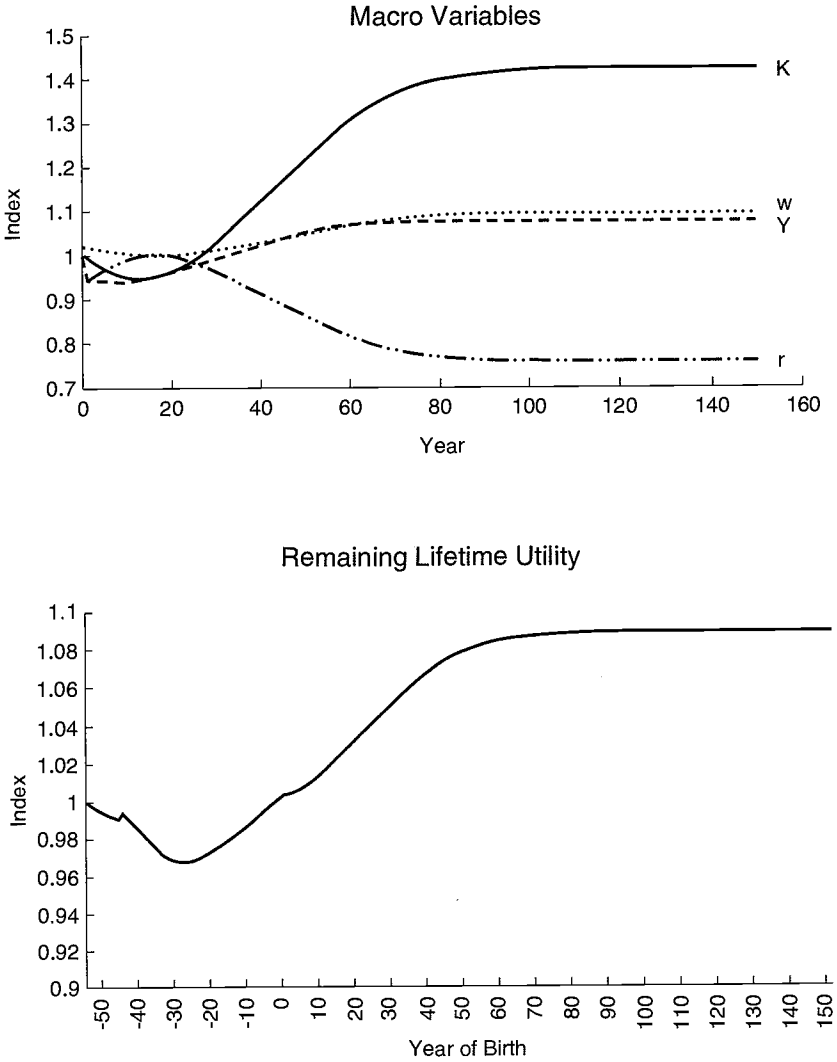 Macro Variables
1.5
1.4
1.3
1.2
1.1
1
0.9
0.8
0.7
Index
K
w
Y
r
0 20 40 60 80 100 120 140 160
Year
Remaining Lifetime Utility
1.1
1.08
1.06
1.04
1.02
1
0.98
0.96
0.94
0.92
0.9
Index
-50 -40 -30 -20 -10 0 10 20 30 40 50 60 70 80 90 100 110 120 130 140 150
Year of Birth